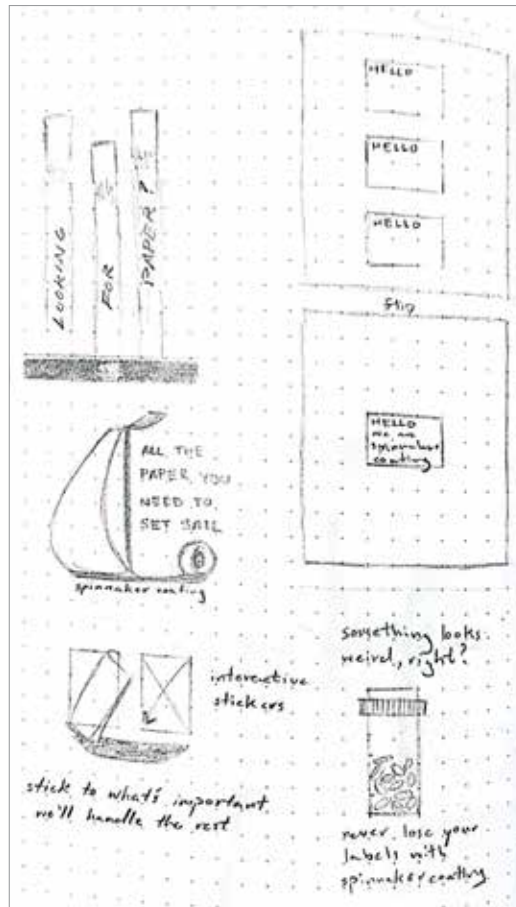 LOOKING
FOR
PAPER?
ALL THE
PAPER YOU
NEED TO
SET SAIL
spinnaker coating
interactive
stickers
stick to what's important
we'll handle the rest
HELLO
HELLO
HELLO
flip
HELLO
we are
spinnaker
coating
something looks
weird, right?
never lose your
labels with
spinnaker coating